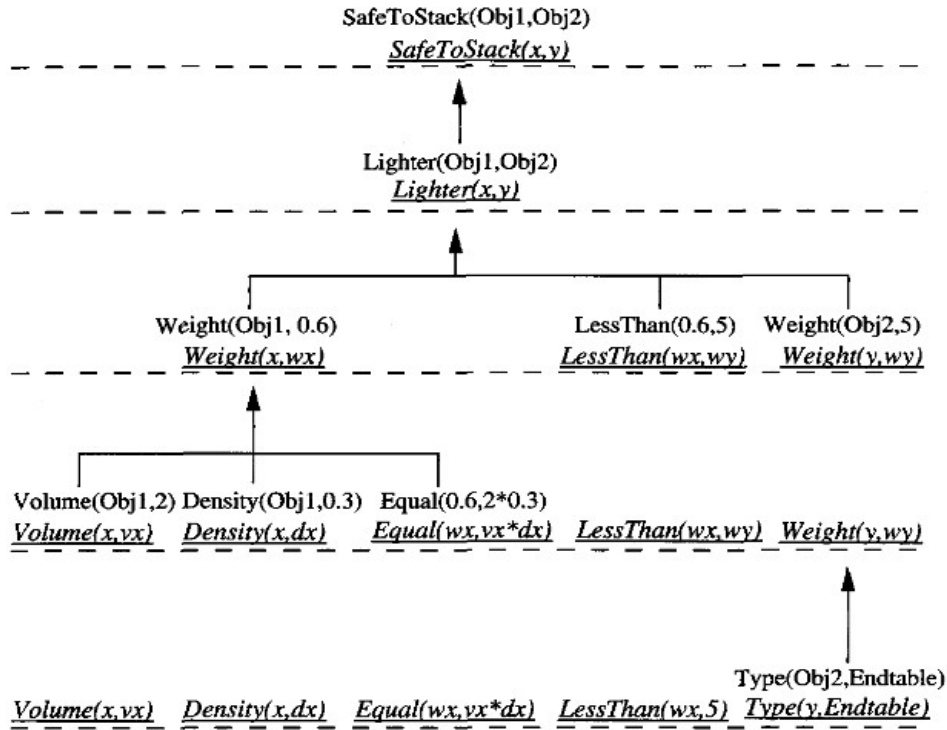 SafeToStack(Obj1,Obj2)
SafeToStack(x,y)
Lighter(Obj1,Obj2)
Lighter(x,y)
Weight(Obj1, 0.6) LessThan(0.6,5) Weight(Obj2,5)
Weight(x,wx) LessThan(wx,wy) Weight(y,wy)
Volume(Obj1,2) Density(Obj1,0.3) Equal(0.6,2*0.3)
Volume(x,vx) Density(x,dx) Equal(wx,vx*dx) LessThan(wx,wy) Weight(y,wy)
Type(Obj2,Endtable)
Volume(x,vx) Density(x,dx) Equal(wx,vx*dx) LessThan(wx,5) Type(y,Endtable)